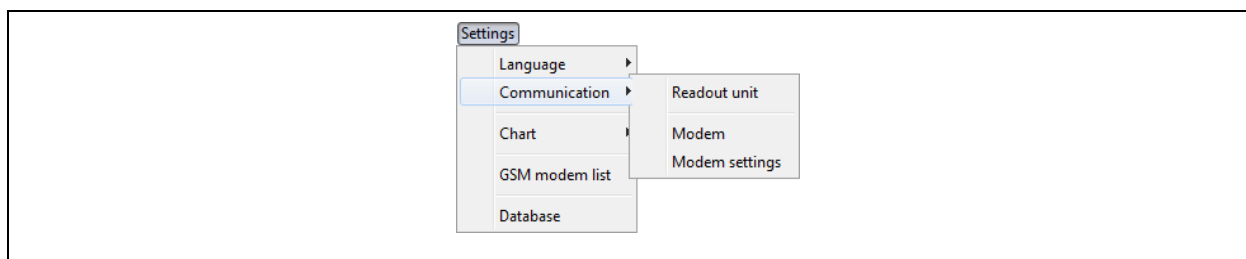 Settings
Language
Communication
Chart
GSM modem list
Database
Readout unit
Modem
Modem settings